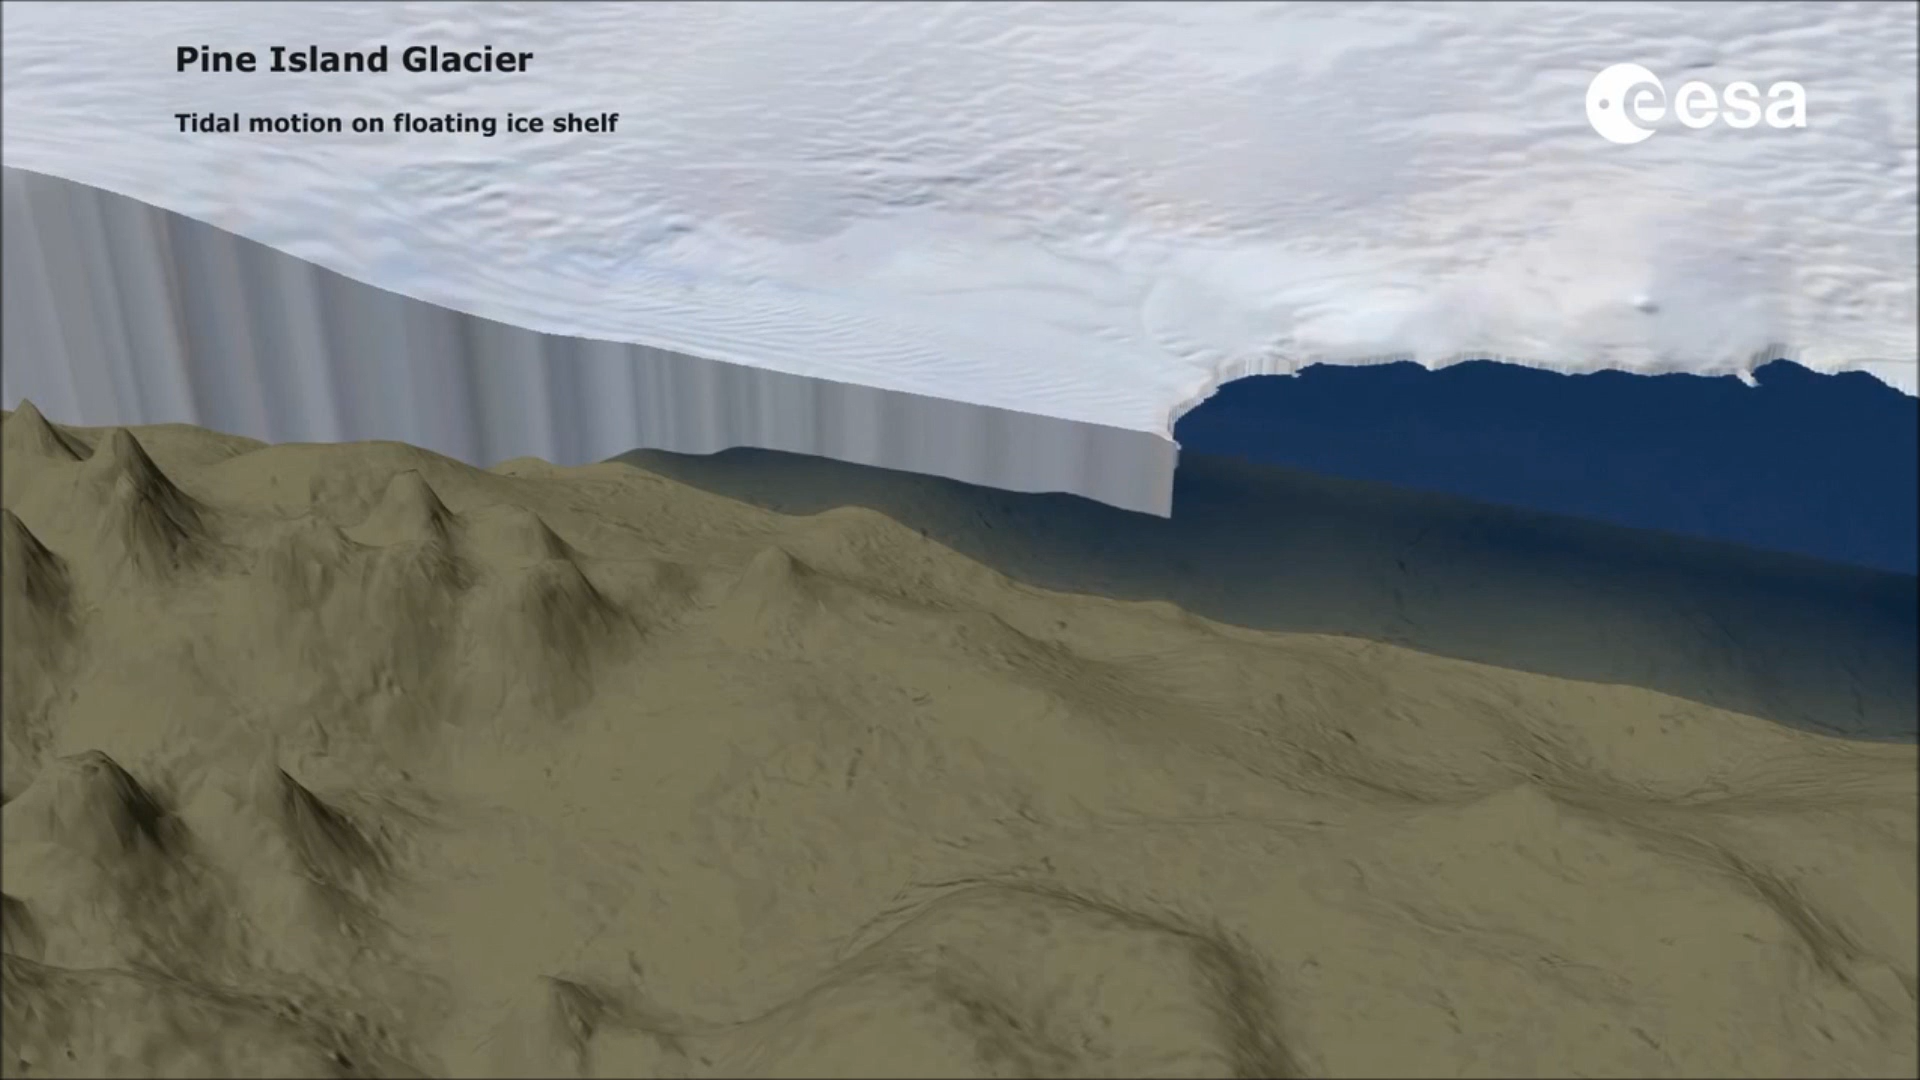 Pine Island Glacier
Tidal motion on floating ice shelf
esa